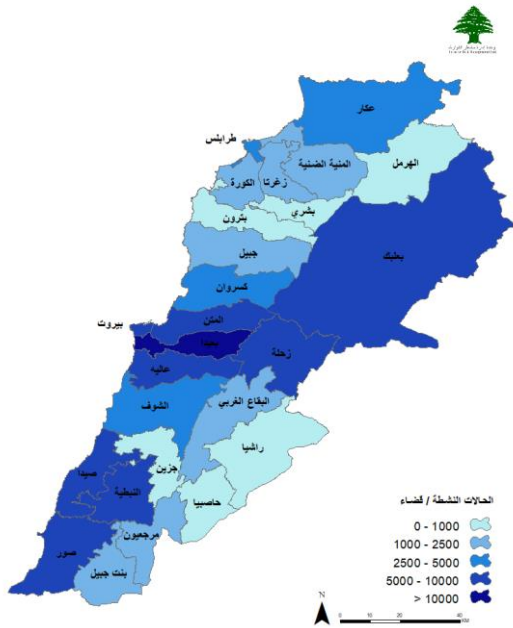 عكار
طرابلس
المنية الضنية
الهرمل
زغرتا
الكورة
بشري
بترون
جبيل
بعلبك
كسروان
المتن
بيروت
بعبدا
زحلة
عاليه
البقاع الغربي
الشوف
راشيا
صيدا
جزين
النبطية
حاصبيا
مرجعيون
صور
بنت جبيل
الحالات النشطة / قضاء
0 - 1000
1000 - 2500
2500 - 5000
5000 - 10000
> 10000
N
0 10 20 40